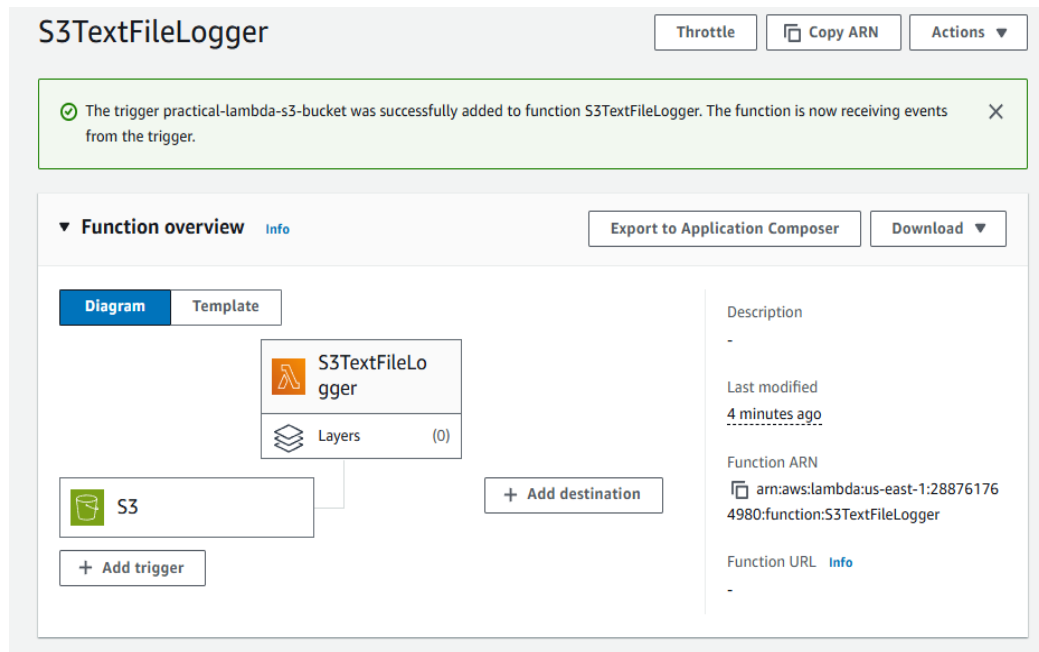 S3TextFileLogger
Throttle
Copy ARN
Actions
The trigger practical-lambda-s3-bucket was successfully added to function S3TextFileLogger. The function is now receiving events
from the trigger.
Function overview Info
Export to Application Composer
Download
Diagram
Template
S3TextFileLo
gger
Layers (0)
S3
+ Add destination
+ Add trigger
Description
-
Last modified
4 minutes ago
Function ARN
arn:aws:lambda:us-east-1:28876176
4980:function:S3TextFileLogger
Function URL Info
-